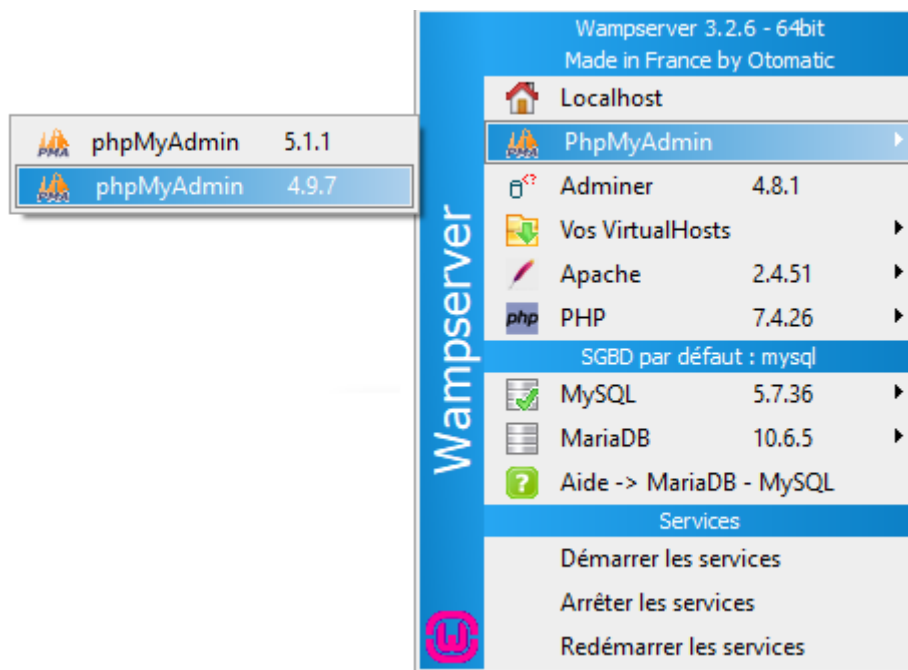 Wampserver 3.2.6 - 64bit
Made in France by Otomatic
Localhost
PhpMyAdmin
phpMyAdmin 5.1.1
phpMyAdmin 4.9.7
Adminer 4.8.1
Vos VirtualHosts
Apache 2.4.51
php PHP 7.4.26
SGBD par défaut : mysql
MySQL 5.7.36
MariaDB 10.6.5
Aide -> MariaDB - MySQL
Services
Démarrer les services
Arrêter les services
Redémarrer les services
Wampserver